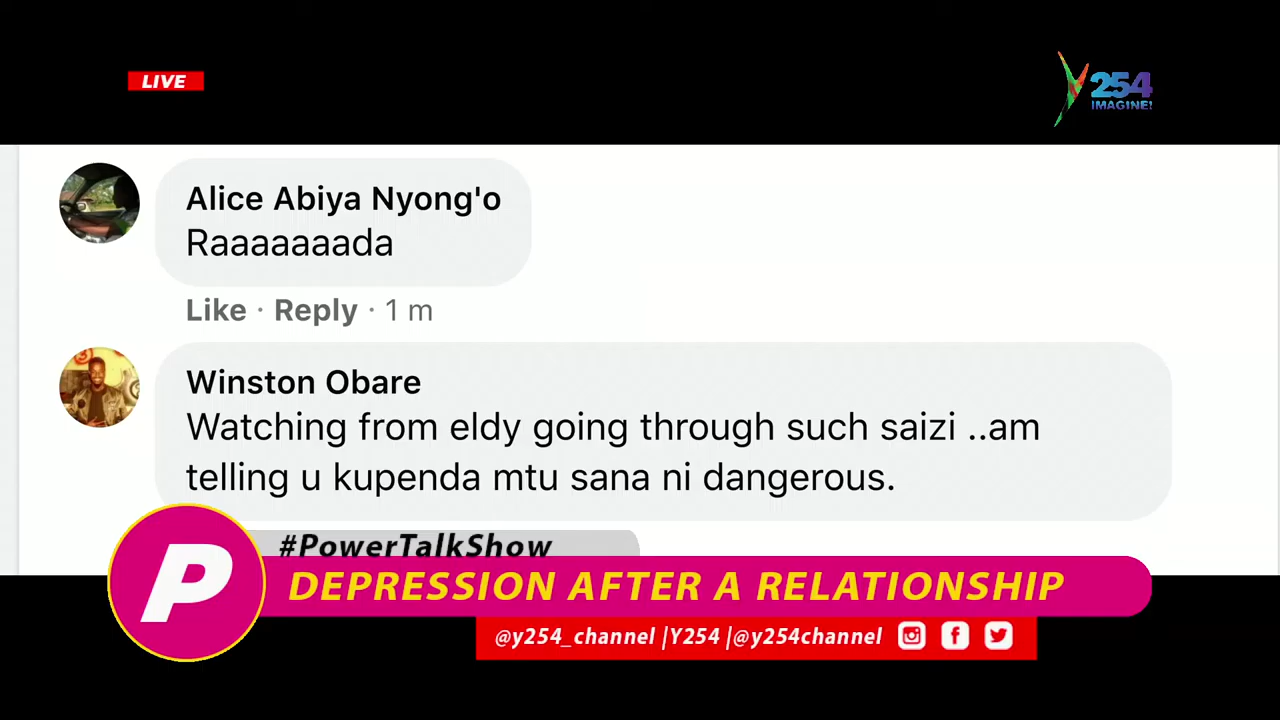 LIVE
254
IMAGINE!
Alice Abiya Nyong'o
Raaaaaaada
Like · Reply · 1 m
Winston Obare
Watching from eldy going through such saizi ..am
telling u kupenda mtu sana ni dangerous.
#PowerTalkShow
P
DEPRESSION AFTER A RELATIONSHIP
@y254_channel |Y254 |@y254channel